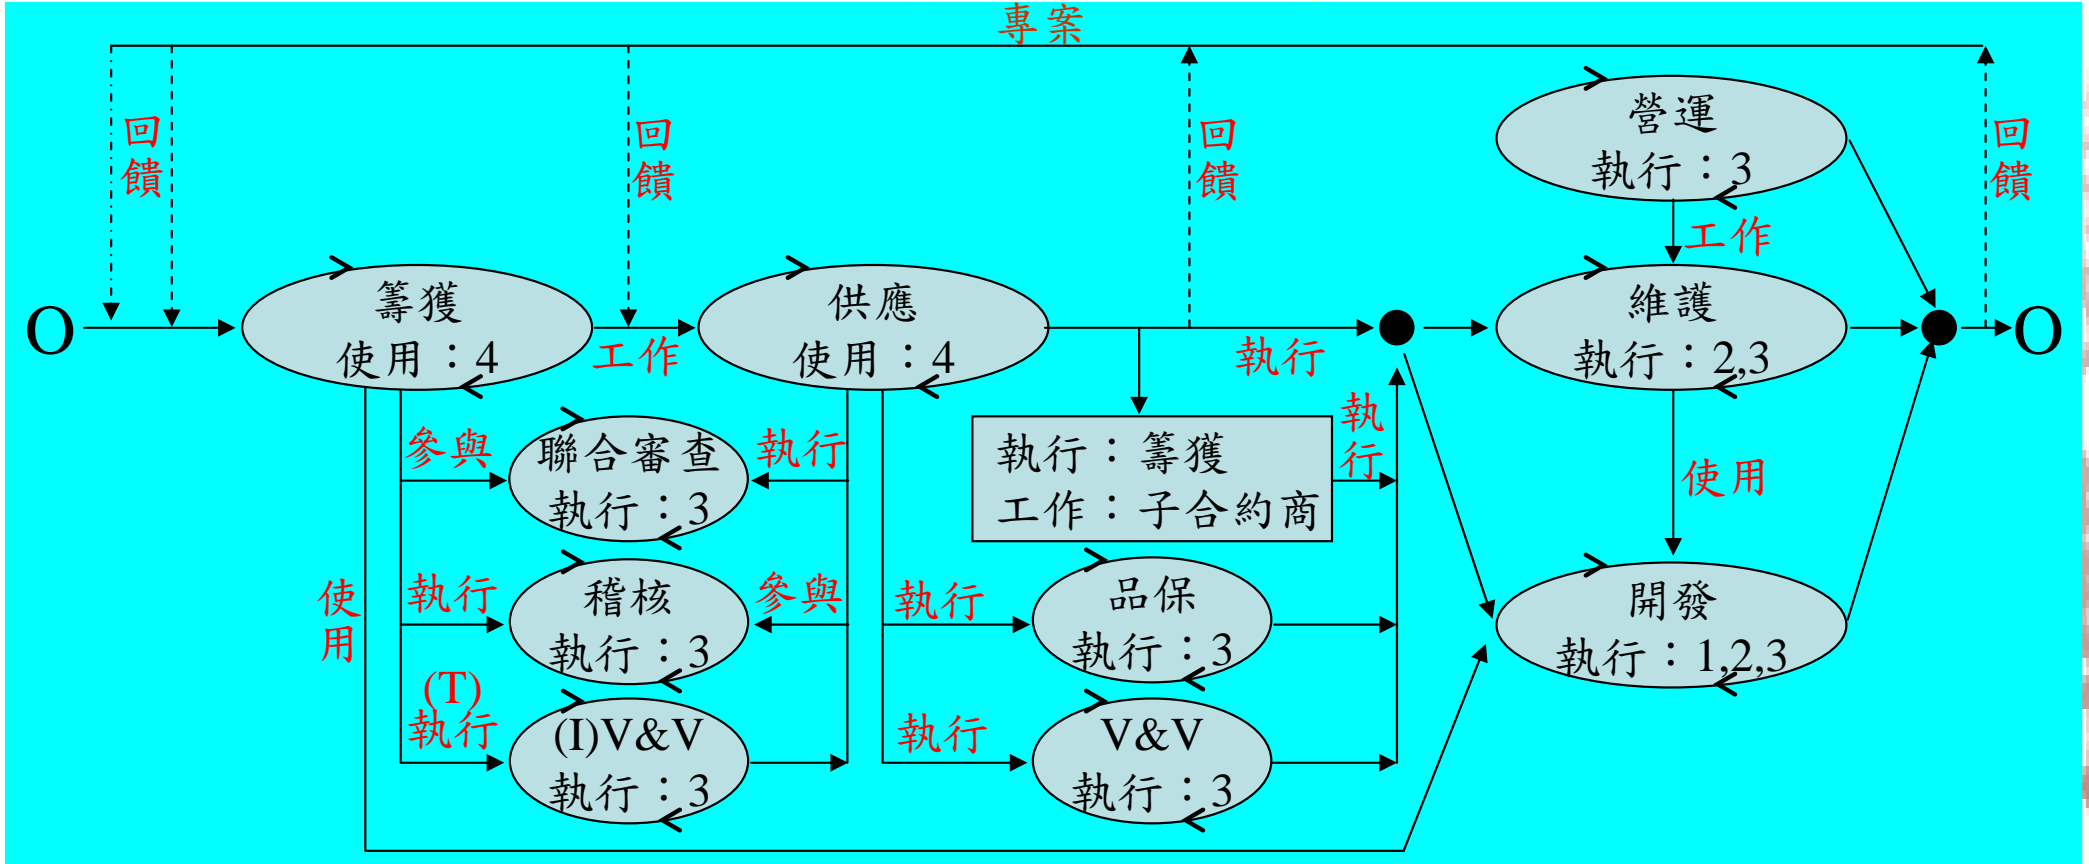 專案
回饋
回饋
回饋
回饋
營運
執行：3
工作
O
籌獲
使用：4
工作
供應
使用：4
執行
維護
執行：2,3
O
參與
聯合審查
執行：3
執行
執行：籌獲
工作：子合約商
執行
使用
使用
執行
稽核
執行：3
參與
執行
品保
執行：3
開發
執行：1,2,3
(T)
執行
(I)V&V
執行：3
執行
V&V
執行：3